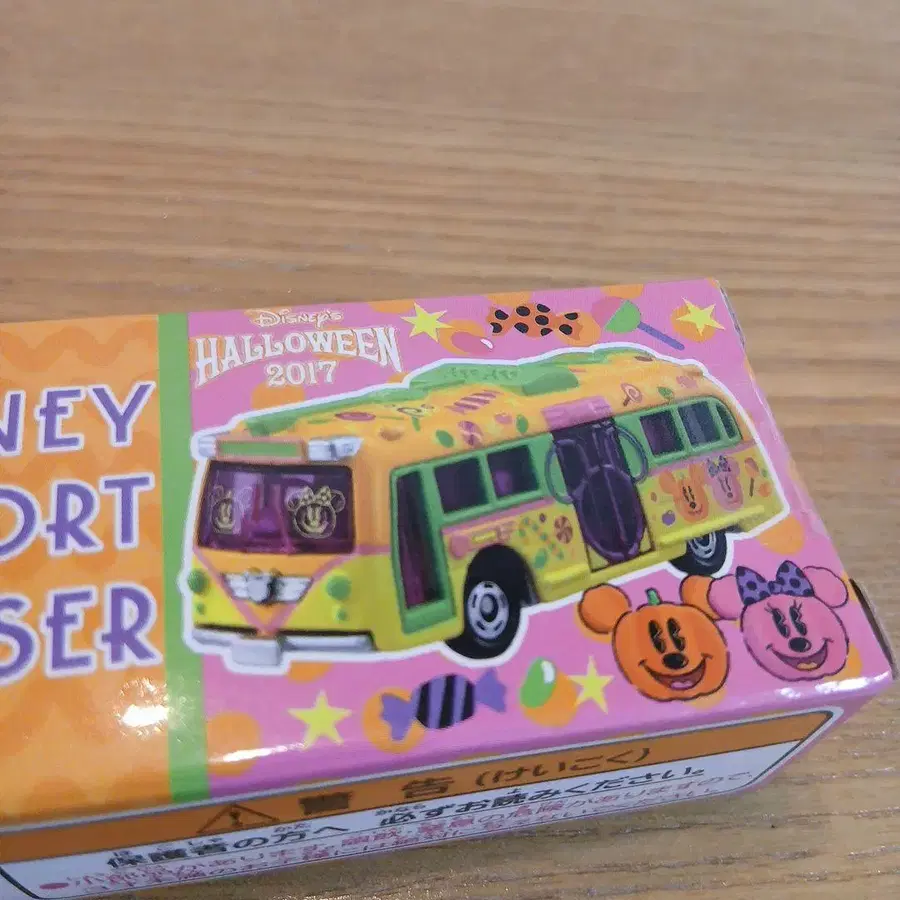 DISNEY'S
HALLOWEEN
2017
NEY
ORT
SER
警告(けいこく)
保護者の方へ 必ずお読みください。